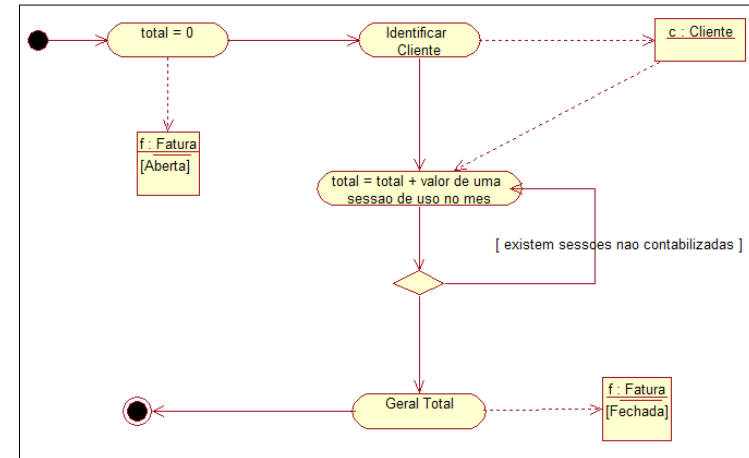 total = 0
Identificar
Cliente
c : Cliente
f : Fatura
[Aberta]
total = total + valor de uma
sessao de uso no mes
[ existem sessoes nao contabilizadas ]
Geral Total
f : Fatura
[Fechada]